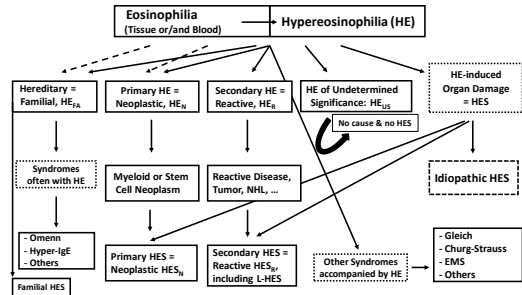 Eosinophilia
(Tissue or/and Blood)
Hypereosinophilia (HE)
Hereditary =
Familial, HEFA
Primary HE =
Neoplastic, HEN
Secondary HE =
Reactive, HER
HE of Undetermined
Significance: HEUS
HE-induced
Organ Damage
= HES
No cause & no HES
Syndromes
often with HE
Myeloid or Stem
Cell Neoplasm
Reactive Disease,
Tumor, NHL, ...
Idiopathic HES
- Omenn
- Hyper-IgE
- Others
Primary HES =
Neoplastic HESN
Secondary HES =
Reactive HESR,
including L-HES
Other Syndromes
accompanied by HE
- Gleich
- Churg-Strauss
- EMS
- Others
Familial HES